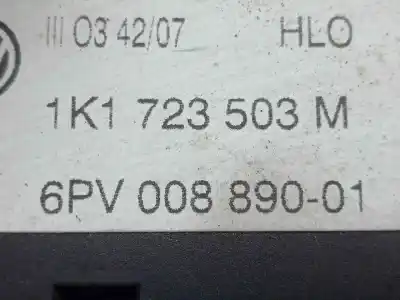 III 03 42/07 HLO
1K1 723 503 M
6PV 008 890-01